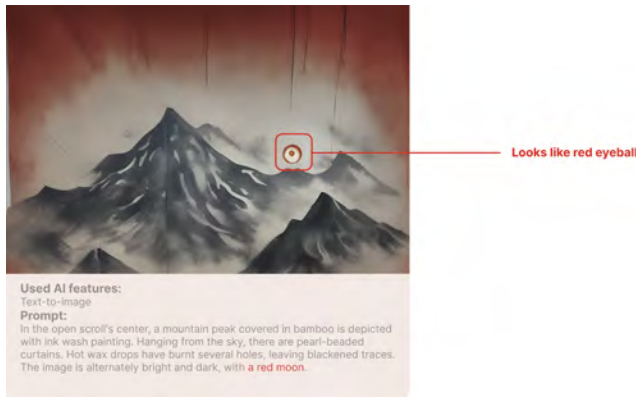 Looks like red eyeball
Used AI features:
Text-to-image
Prompt:
In the open scroll's center, a mountain peak covered in bamboo is depicted
with ink wash painting. Hanging from the sky, there are pearl-beaded
curtains. Hot wax drops have burnt several holes, leaving blackened traces.
The image is alternately bright and dark, with a red moon.